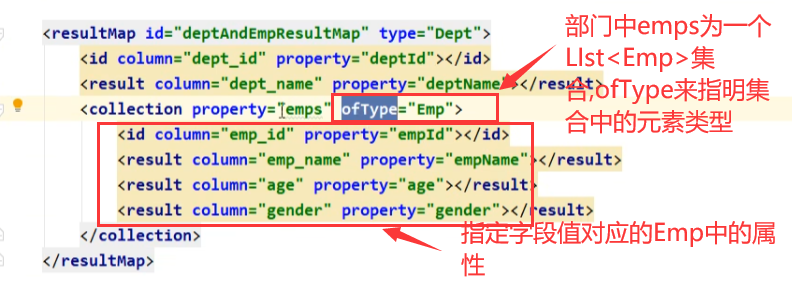 <resultMap id="deptAndEmpResultMap" type="Dept">
<id column="dept_id" property="deptId"></id>
<result column="dept_name" property="deptName"></result>
<collection property="emps" ofType="Emp">
<id column="emp_id" property="empId"></id>
<result column="emp_name" property="empName"></result>
<result column="age" property="age"></result>
<result column="gender" property="gender"></result>
</collection>
</resultMap>
部门中emps为一个
LIst<Emp>集
合,ofType来指明集
合中的元素类型
指定字段值对应的Emp中的属
性